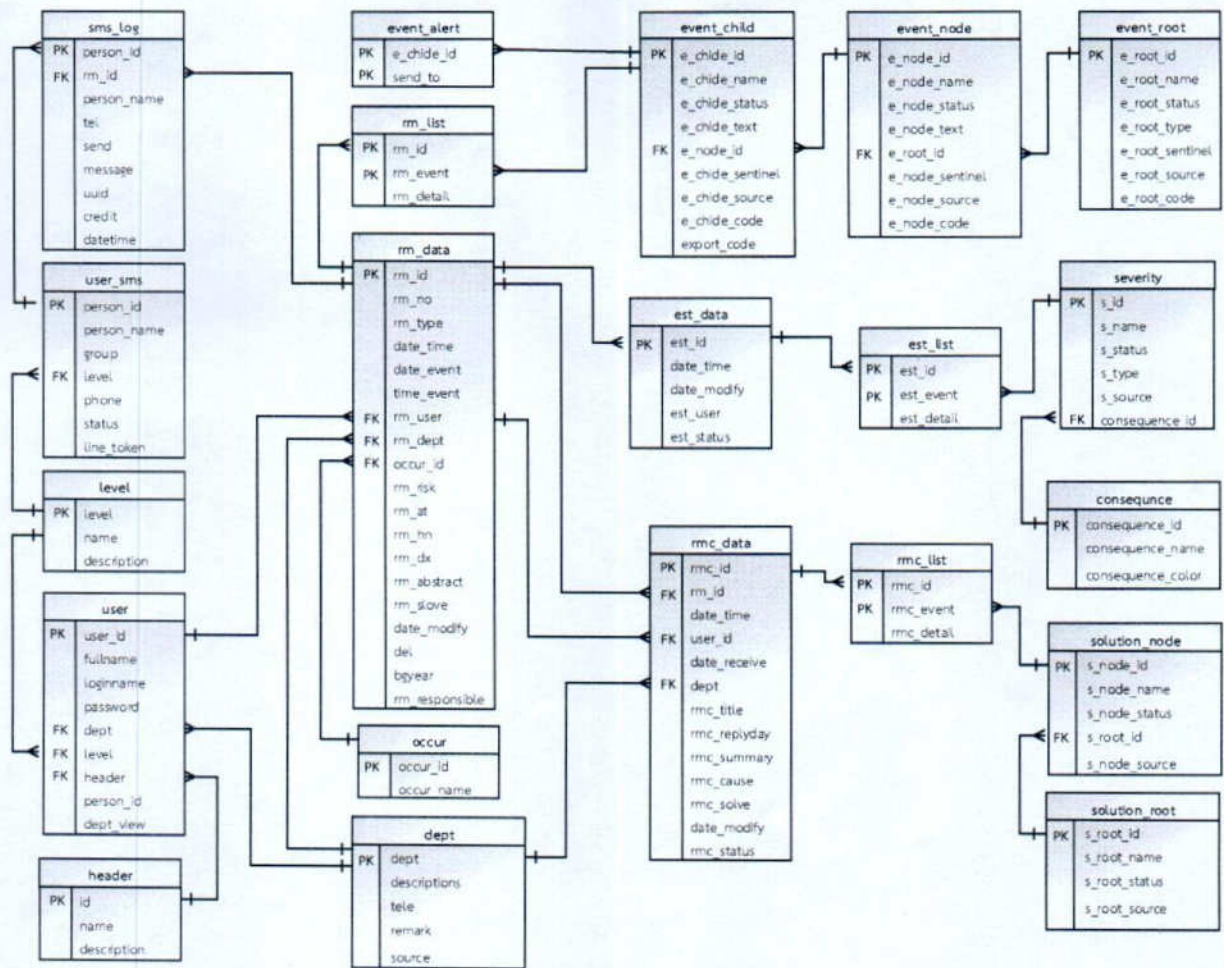 sms_log
PK person_id
FK rm_id
person_name
tel
send
message
uuid
credit
datetime
user_sms
PK person_id
person_name
group
FK level
phone
status
line_token
level
PK level
name
description
user
PK user_id
fullname
loginname
password
FK dept
FK level
FK header
person_id
dept_view
header
PK id
name
description
event_alert
PK e_chide_id
PK send_to
rm_list
PK rm_id
PK rm_event
rm_detail
rm_data
PK rm_id
rm_no
rm_type
date_time
date_event
time_event
FK rm_user
FK rm_dept
FK occur_id
rm_risk
rm_at
rm_hn
rm_dx
rm_abstract
rm_slove
date_modify
del
bgyear
rm_responsible
occur
PK occur_id
occur_name
dept
PK dept
descriptions
tele
remark
source
event_child
PK e_chide_id
e_chide_name
e_chide_status
e_chide_text
FK e_node_id
e_chide_sentinel
e_chide_source
e_chide_code
export_code
est_data
PK est_id
date_time
date_modify
est_user
est_status
rmc_data
PK rmc_id
FK rm_id
date_time
FK user_id
date_receive
FK dept
rmc_title
rmc_replyday
rmc_summary
rmc_cause
rmc_solve
date_modify
rmc_status
event_node
PK e_node_id
e_node_name
e_node_status
e_node_text
FK e_root_id
e_node_sentinel
e_node_source
e_node_code
est_list
PK est_id
PK est_event
est_detail
rmc_list
PK rmc_id
PK rmc_event
rmc_detail
event_root
PK e_root_id
e_root_name
e_root_status
e_root_type
e_root_sentinel
e_root_source
e_root_code
severity
PK s_id
s_name
s_status
s_type
s_source
FK consequence_id
consequnce
PK consequence_id
consequence_name
consequence_color
solution_node
PK s_node_id
s_node_name
s_node_status
FK s_root_id
s_node_source
solution_root
PK s_root_id
s_root_name
s_root_status
s_root_source